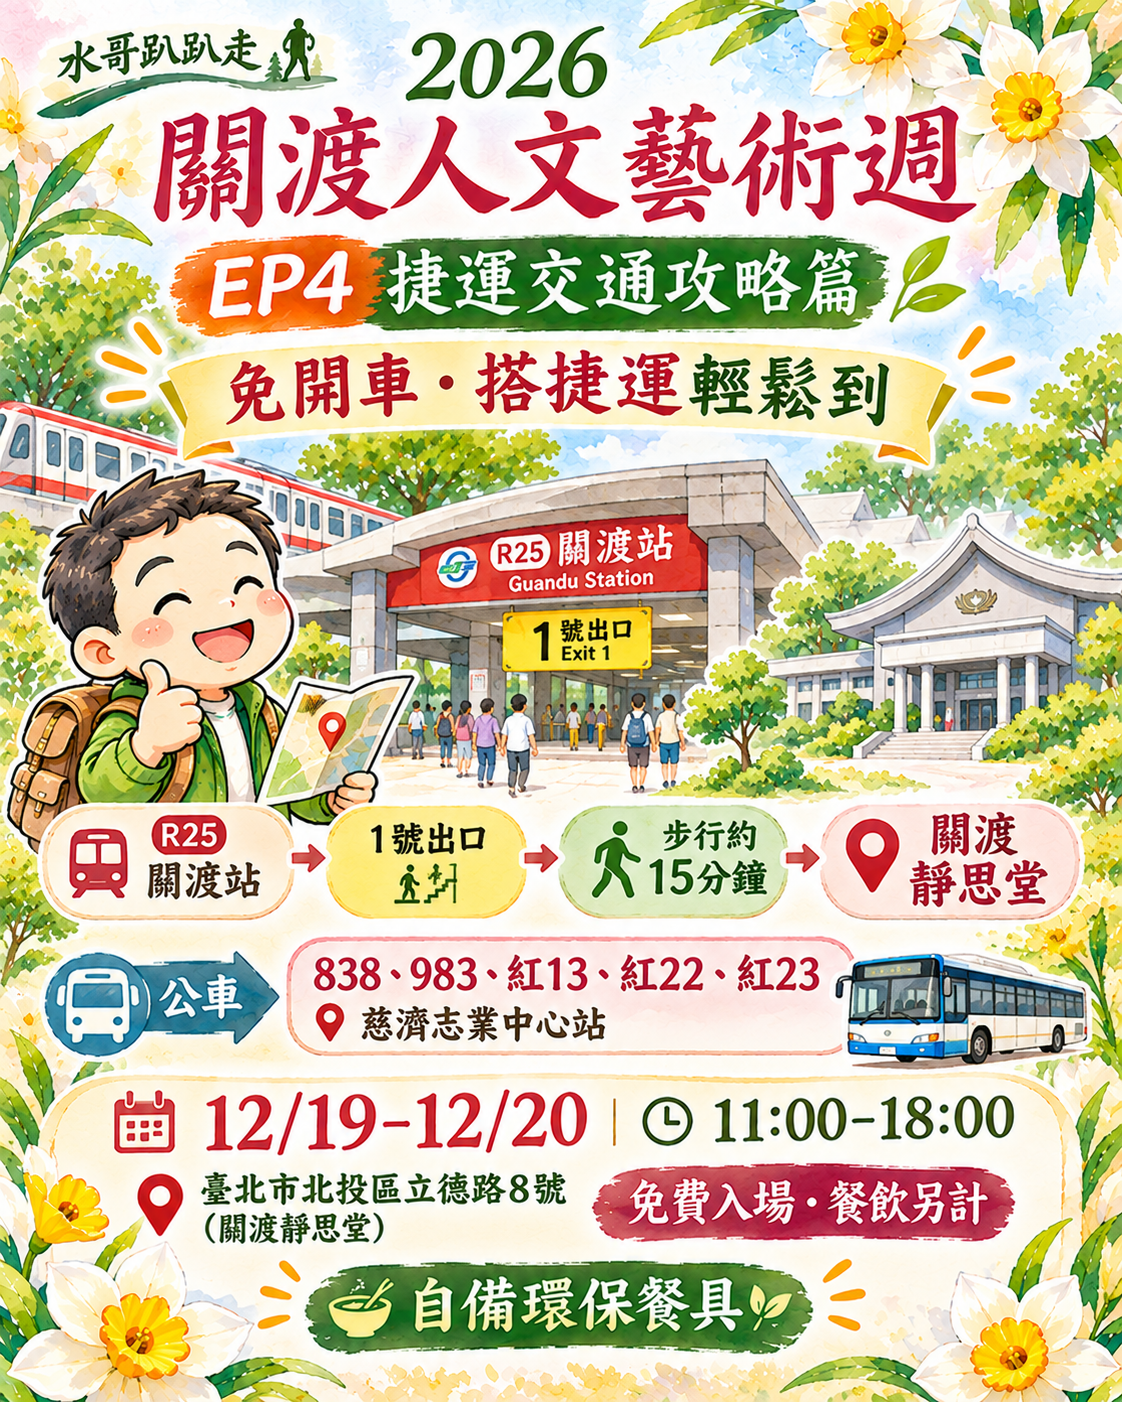 水哥趴趴走
2026
關渡人文藝術週
EP4 捷運交通攻略篇
免開車・搭捷運輕鬆到
R25 關渡站
Guandu Station
1 號出口
Exit 1
R25
關渡站
1號出口
步行約
15分鐘
關渡
靜思堂
公車
838、983、紅13、紅22、紅23
慈濟志業中心站
12/19-12/20
11:00-18:00
臺北市北投區立德路8號
(關渡靜思堂)
免費入場・餐飲另計
自備環保餐具